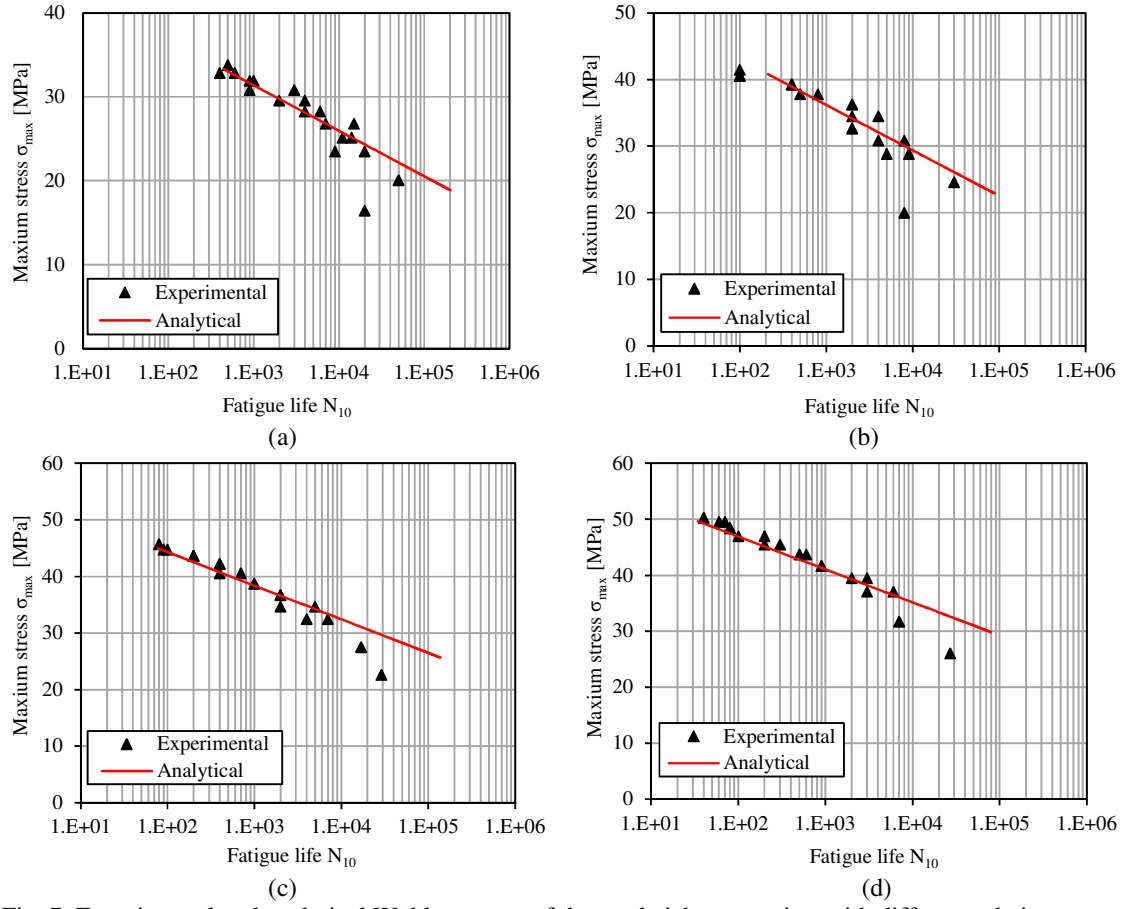 40
30
20
10
0
Maxium stress σmax [MPa]
Experimental
Analytical
1.E+01 1.E+02 1.E+03 1.E+04 1.E+05 1.E+06
Fatigue life N10
(a)
50
40
30
20
10
0
Maxium stress σmax [MPa]
Experimental
Analytical
1.E+01 1.E+02 1.E+03 1.E+04 1.E+05 1.E+06
Fatigue life N10
(b)
60
50
40
30
20
10
0
Maxium stress σmax [MPa]
Experimental
Analytical
1.E+01 1.E+02 1.E+03 1.E+04 1.E+05 1.E+06
Fatigue life N10
(c)
60
50
40
30
20
10
0
Maxium stress σmax [MPa]
Experimental
Analytical
1.E+01 1.E+02 1.E+03 1.E+04 1.E+05 1.E+06
Fatigue life N10
(d)
Fig. 7. Experimental and analytical